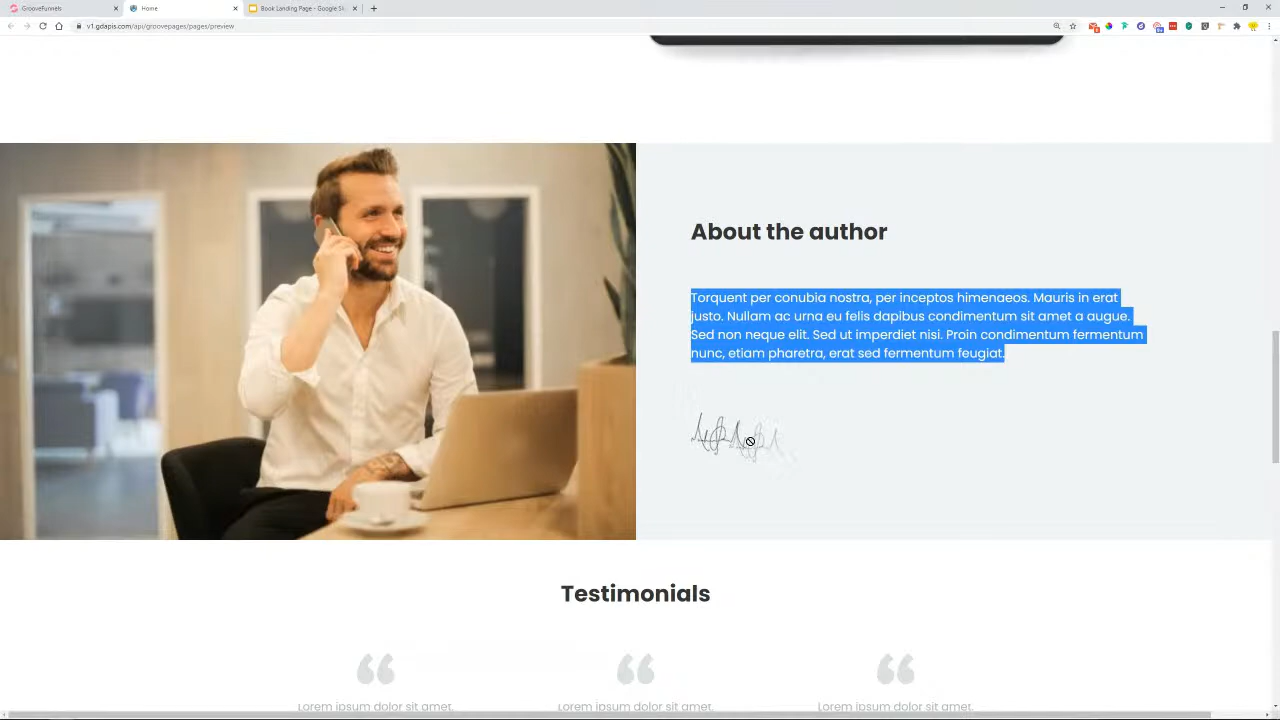 GrooveFunnels
Home
Book Landing Page - Google Sli
v1.gdapis.com/api/groovepages/pages/preview
About the author
Torquent per conubia nostra, per inceptos himenaeos. Mauris in erat
justo. Nullam ac urna eu felis dapibus condimentum sit amet a augue.
Sed non neque elit. Sed ut imperdiet nisi. Proin condimentum fermentum
nunc, etiam pharetra, erat sed fermentum feugiat.
Testimonials
Lorem ipsum dolor sit amet,
Lorem ipsum dolor sit amet,
Lorem ipsum dolor sit amet,